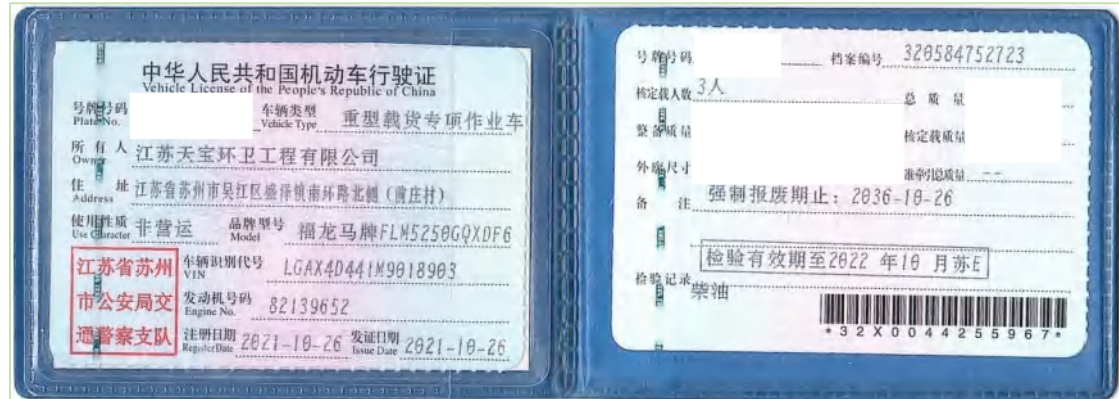 中华人民共和国机动车行驶证
Vehicle License of the People's Republic of China
号牌号码 Plate No. 车辆类型 Vehicle Type 重型载货专项作业车
所有人 Owner 江苏天宝环卫工程有限公司
住址 Address 江苏省苏州市吴江区盛泽镇南环路北侧（前庄村）
使用性质 Use Character 非营运 品牌型号 Model 福龙马牌FLM5250GQXDF6
江苏省苏州
市公安局交
通警察支队
车辆识别代号 VIN LGAX4D441M9018903
发动机号码 Engine No. 82139652
注册日期 Register Date 2021-10-26 发证日期 Issue Date 2021-10-26
号牌号码 档案编号 320584752723
核定载人数 3人 总质量
整备质量 核定载质量
外廓尺寸 准牵引总质量 --
备注 强制报废期止：2036-10-26
检验有效期至2022 年10 月苏E
检验记录 柴油
*32X0044255967*